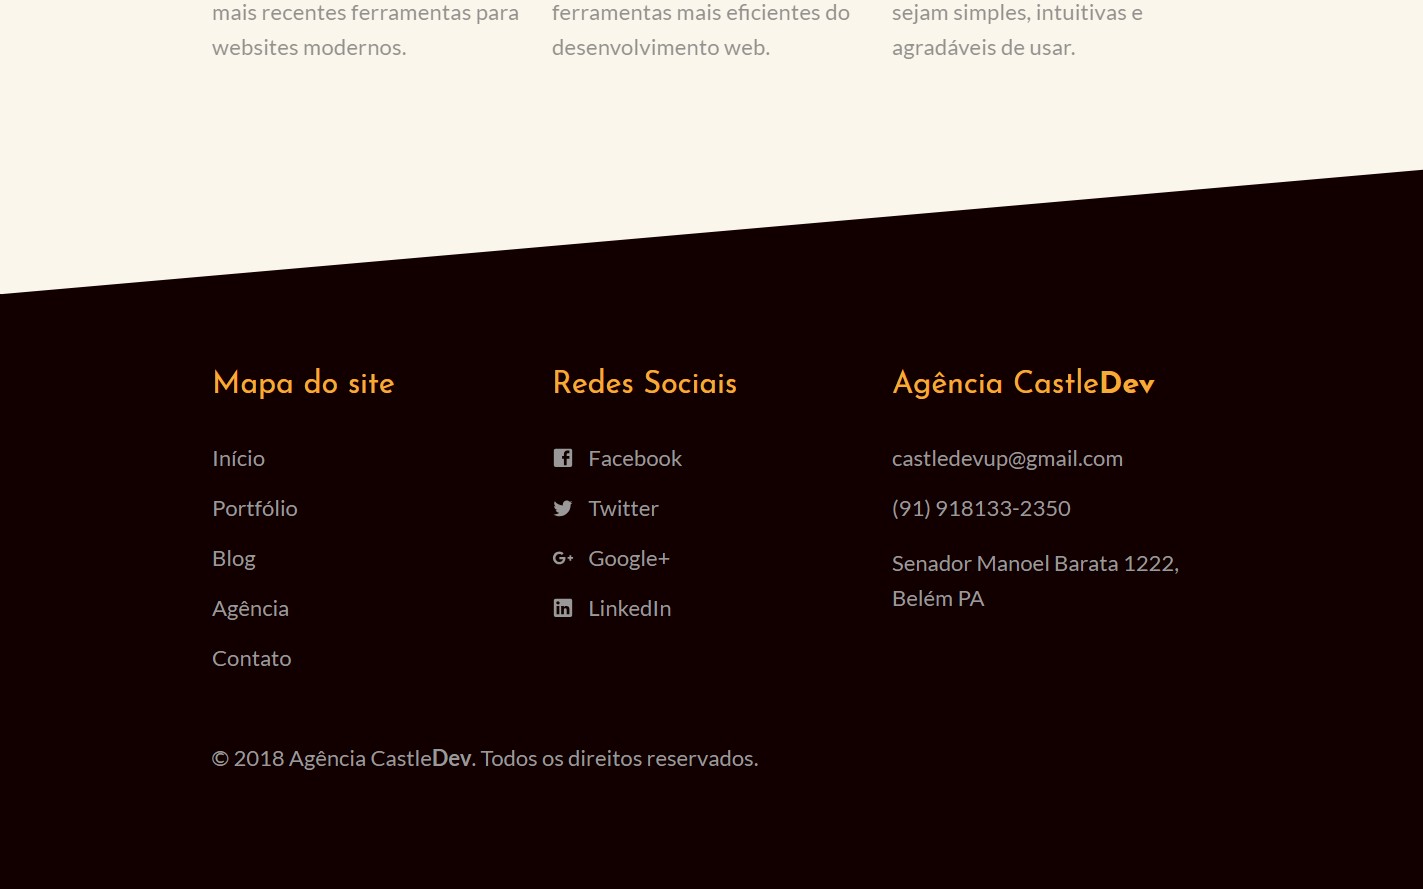 mais recentes ferramentas para
websites modernos.
ferramentas mais eficientes do
desenvolvimento web.
sejam simples, intuitivas e
agradáveis de usar.
Mapa do site
Início
Portfólio
Blog
Agência
Contato
Redes Sociais
Facebook
Twitter
Google+
LinkedIn
Agência CastleDev
castledevup@gmail.com
(91) 918133-2350
Senador Manoel Barata 1222,
Belém PA
© 2018 Agência CastleDev. Todos os direitos reservados.